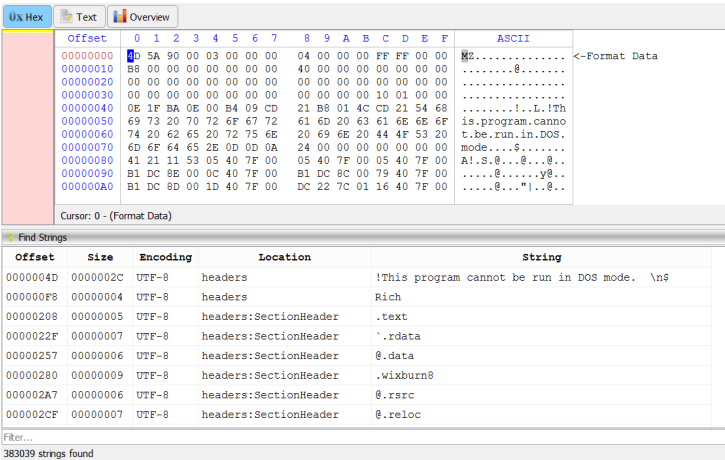 0x Hex Text Overview
Offset 0 1 2 3 4 5 6 7 8 9 A B C D E F ASCII
00000000 4D 5A 90 00 03 00 00 00 04 00 00 00 FF FF 00 00 MZ.............. <-Format Data
00000010 B8 00 00 00 00 00 00 00 40 00 00 00 00 00 00 00 ........@.......
00000020 00 00 00 00 00 00 00 00 00 00 00 00 00 00 00 00 ................
00000030 00 00 00 00 00 00 00 00 00 00 00 00 10 01 00 00 ................
00000040 0E 1F BA 0E 00 B4 09 CD 21 B8 01 4C CD 21 54 68 ........!..L.!Th
00000050 69 73 20 70 72 6F 67 72 61 6D 20 63 61 6E 6E 6F is.program.canno
00000060 74 20 62 65 20 72 75 6E 20 69 6E 20 44 4F 53 20 t.be.run.in.DOS.
00000070 6D 6F 64 65 2E 0D 0D 0A 24 00 00 00 00 00 00 00 mode....$.......
00000080 41 21 11 53 05 40 7F 00 05 40 7F 00 05 40 7F 00 A!.S.@...@...@..
00000090 B1 DC 8E 00 0C 40 7F 00 B1 DC 8C 00 79 40 7F 00 .....@......y@..
000000A0 B1 DC 8D 00 1D 40 7F 00 DC 22 7C 01 16 40 7F 00 .....@..."|..@..
Cursor: 0 - (Format Data)
Find Strings
Offset Size Encoding Location String
0000004D 0000002C UTF-8 headers !This program cannot be run in DOS mode. \n$
000000F8 00000004 UTF-8 headers Rich
00000208 00000005 UTF-8 headers:SectionHeader .text
0000022F 00000007 UTF-8 headers:SectionHeader `.rdata
00000257 00000006 UTF-8 headers:SectionHeader @.data
00000280 00000009 UTF-8 headers:SectionHeader .wixburn8
000002A7 00000006 UTF-8 headers:SectionHeader @.rsrc
000002CF 00000007 UTF-8 headers:SectionHeader @.reloc
Filter...
383039 strings found